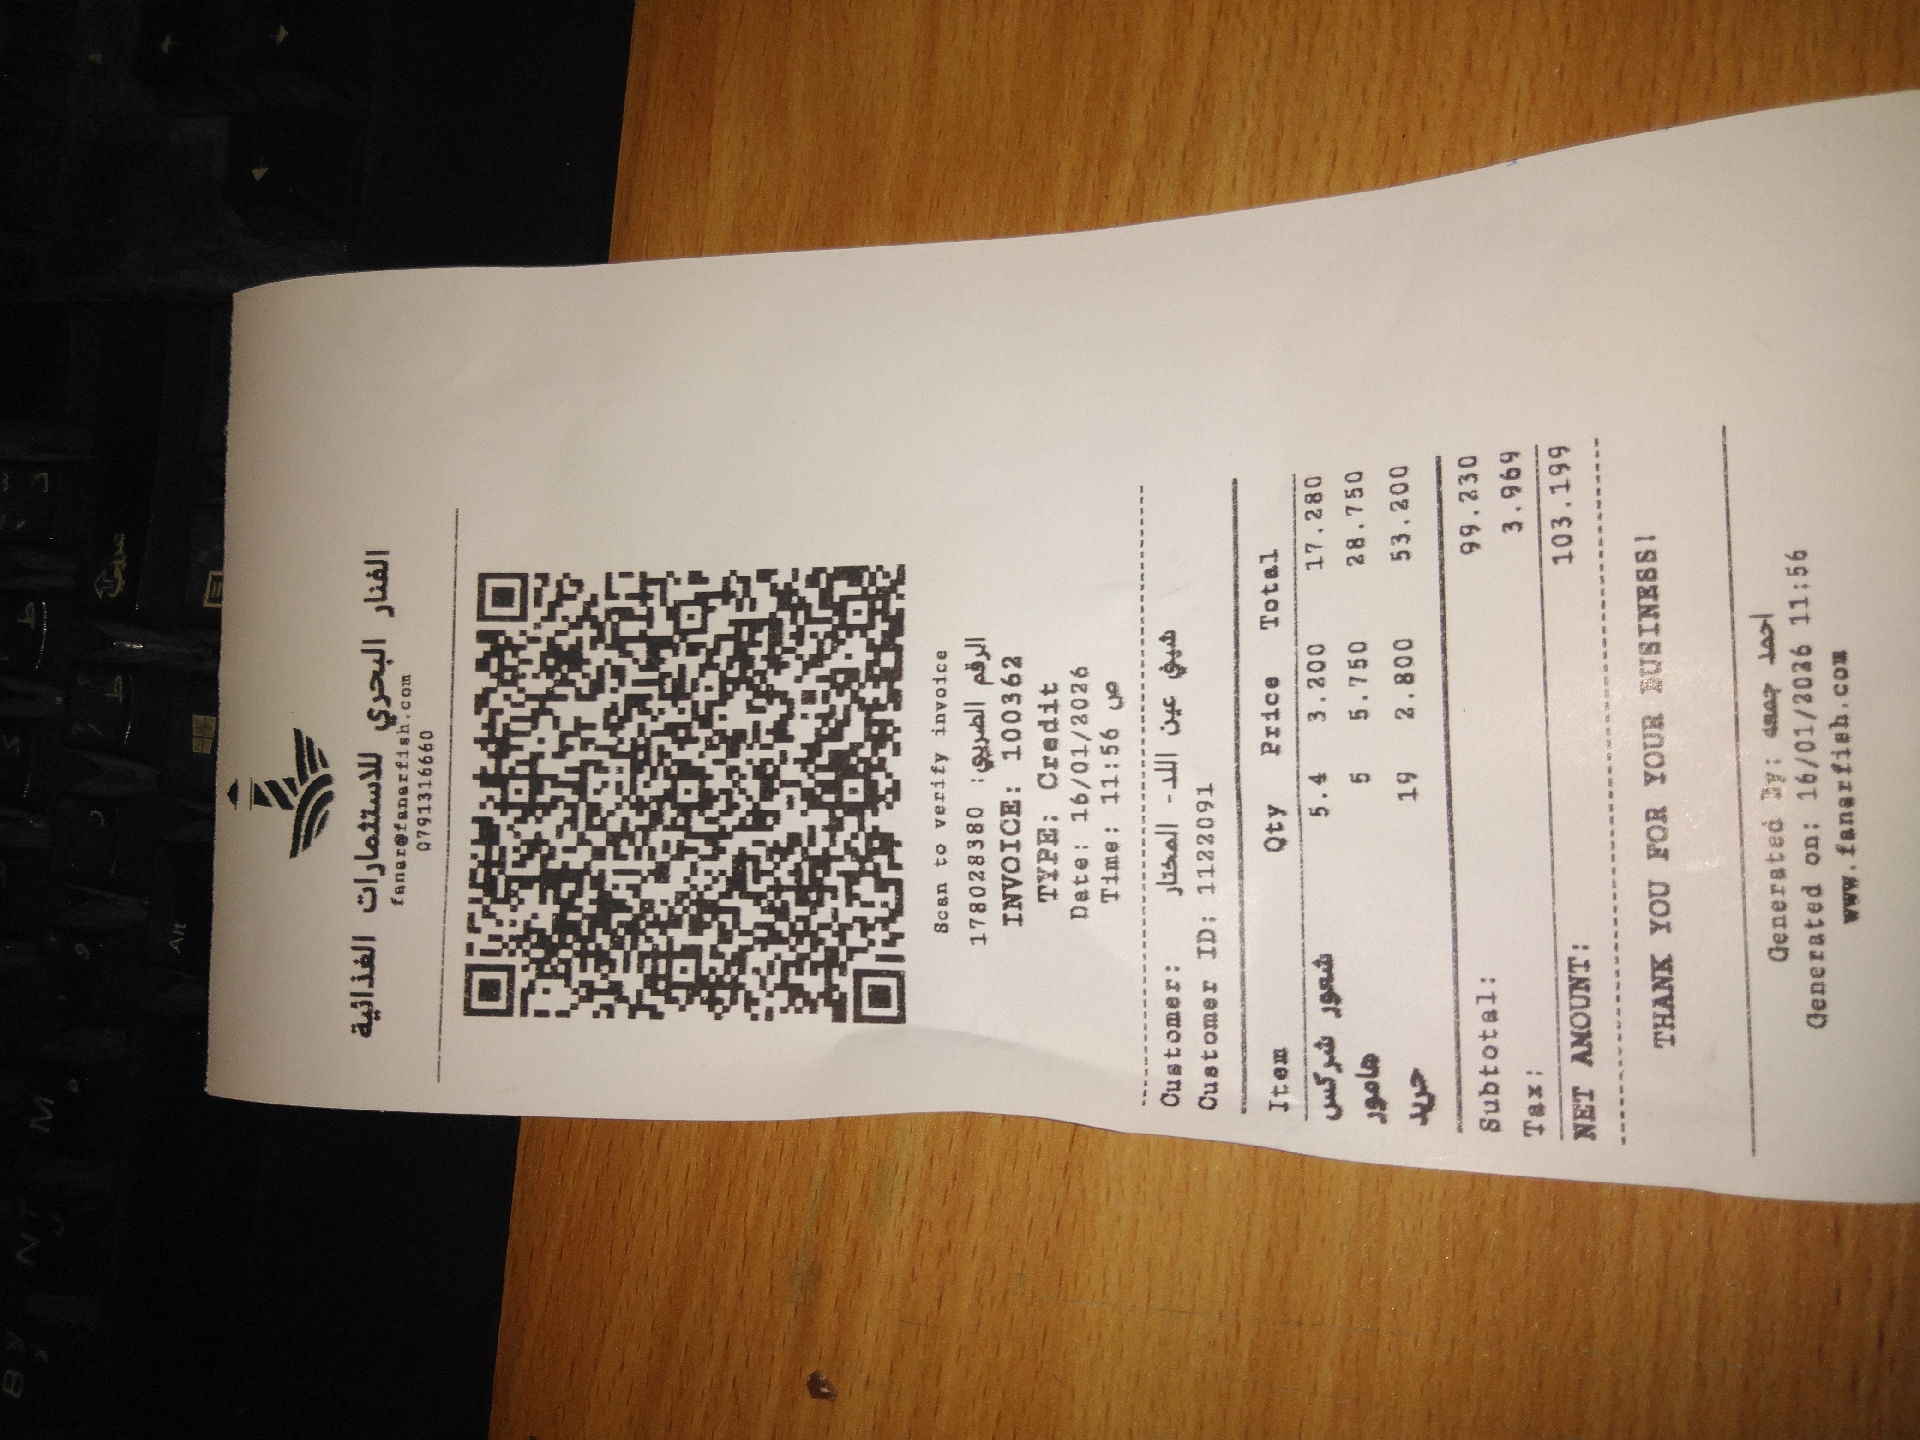 الفنار البحري للاستثمارات الغذائية
fanar@fanarfish.com
0791316660
Scan to verify invoice
الرقم الضريبي: 178028380
INVOICE: 100362
TYPE: Credit
Date: 16/01/2026
Time: 11:56 ص
Customer: شيفي عين الله - المختار
Customer ID: 1122091
Item Qty Price Total
شعور شركس 5.4 3.200 17.280
هامور 5 5.750 28.750
جريد 19 2.800 53.200
Subtotal: 99.230
Tax: 3.969
NET AMOUNT: 103.199
THANK YOU FOR YOUR BUSINESS!
Generated By: احمد جمعه
Generated on: 16/01/2026 11:56
www.fanarfish.com
Alt
M
N
B